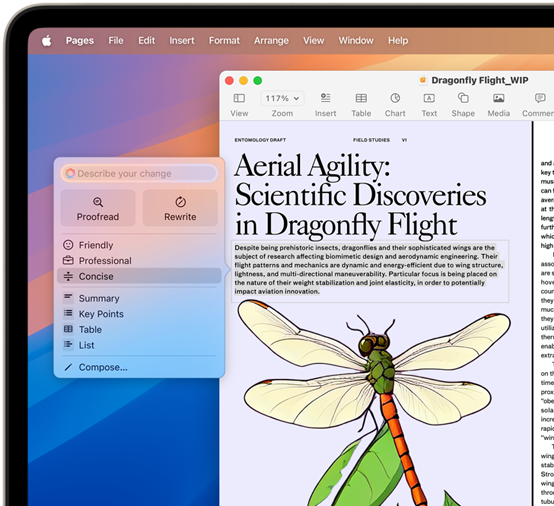 Pages File Edit Insert Format Arrange View Window Help
Dragonfly Flight_WIP
117%
View Zoom Insert Table Chart Text Shape Media
Describe your change
Proofread Rewrite
Friendly
Professional
Concise
Summary
Key Points
Table
List
Compose...
ENTOMOLOGY DRAFT FIELD STUDIES VI
Aerial Agility:
Scientific Discoveries
in Dragonfly Flight
Despite being prehistoric insects, dragonflies and their sophisticated wings are the
subject of research affecting biomimetic design and aerodynamic engineering. Their
flight patterns and mechanics are dynamic and energy-efficient due to wing structure,
lightness, and multi-directional maneuverability. Particular focus is being placed on
the nature of their weight stabilization and joint elasticity, in order to potentially
impact aviation innovation.